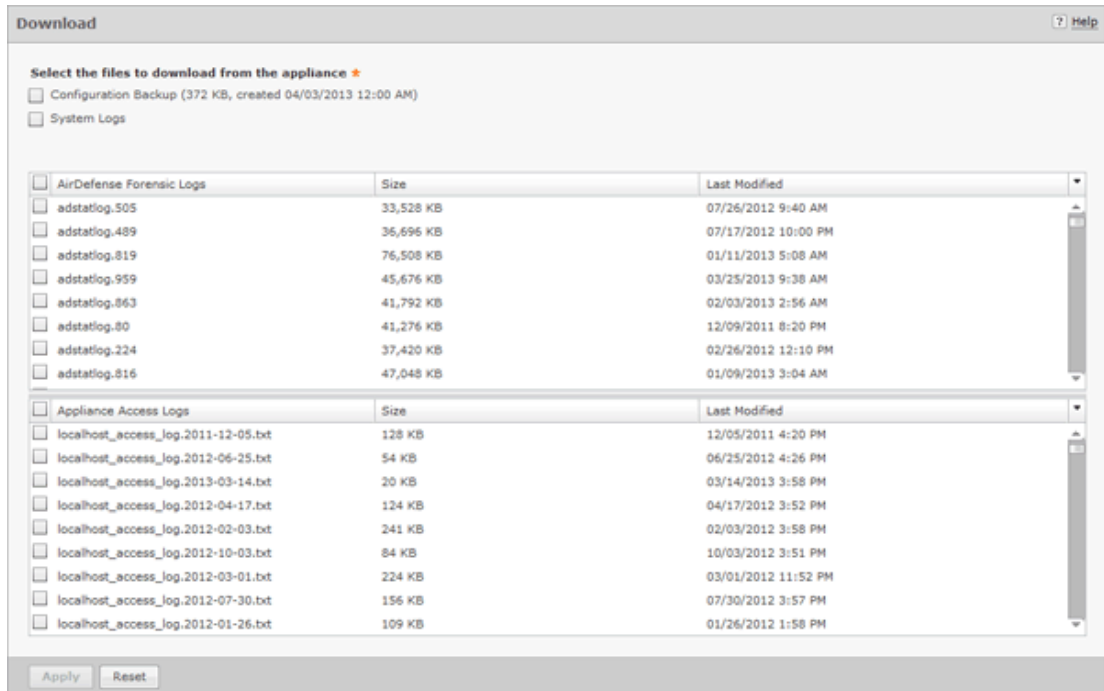 Download
? Help
Select the files to download from the appliance *
Configuration Backup (372 KB, created 04/03/2013 12:00 AM)
System Logs
AirDefense Forensic Logs Size Last Modified
adstatlog.505 33,528 KB 07/26/2012 9:40 AM
adstatlog.489 36,696 KB 07/17/2012 10:00 PM
adstatlog.819 76,508 KB 01/11/2013 5:08 AM
adstatlog.959 45,676 KB 03/25/2013 9:38 AM
adstatlog.863 41,792 KB 02/03/2013 2:56 AM
adstatlog.80 41,276 KB 12/09/2011 8:20 PM
adstatlog.224 37,420 KB 02/26/2012 12:10 PM
adstatlog.816 47,048 KB 01/09/2013 3:04 AM
Appliance Access Logs Size Last Modified
localhost_access_log.2011-12-05.txt 128 KB 12/05/2011 4:20 PM
localhost_access_log.2012-06-25.txt 54 KB 06/25/2012 4:26 PM
localhost_access_log.2013-03-14.txt 20 KB 03/14/2013 3:58 PM
localhost_access_log.2012-04-17.txt 124 KB 04/17/2012 3:52 PM
localhost_access_log.2012-02-03.txt 241 KB 02/03/2012 3:58 PM
localhost_access_log.2012-10-03.txt 84 KB 10/03/2012 3:51 PM
localhost_access_log.2012-03-01.txt 224 KB 03/01/2012 11:52 PM
localhost_access_log.2012-07-30.txt 156 KB 07/30/2012 3:57 PM
localhost_access_log.2012-01-26.txt 109 KB 01/26/2012 1:58 PM
Apply Reset